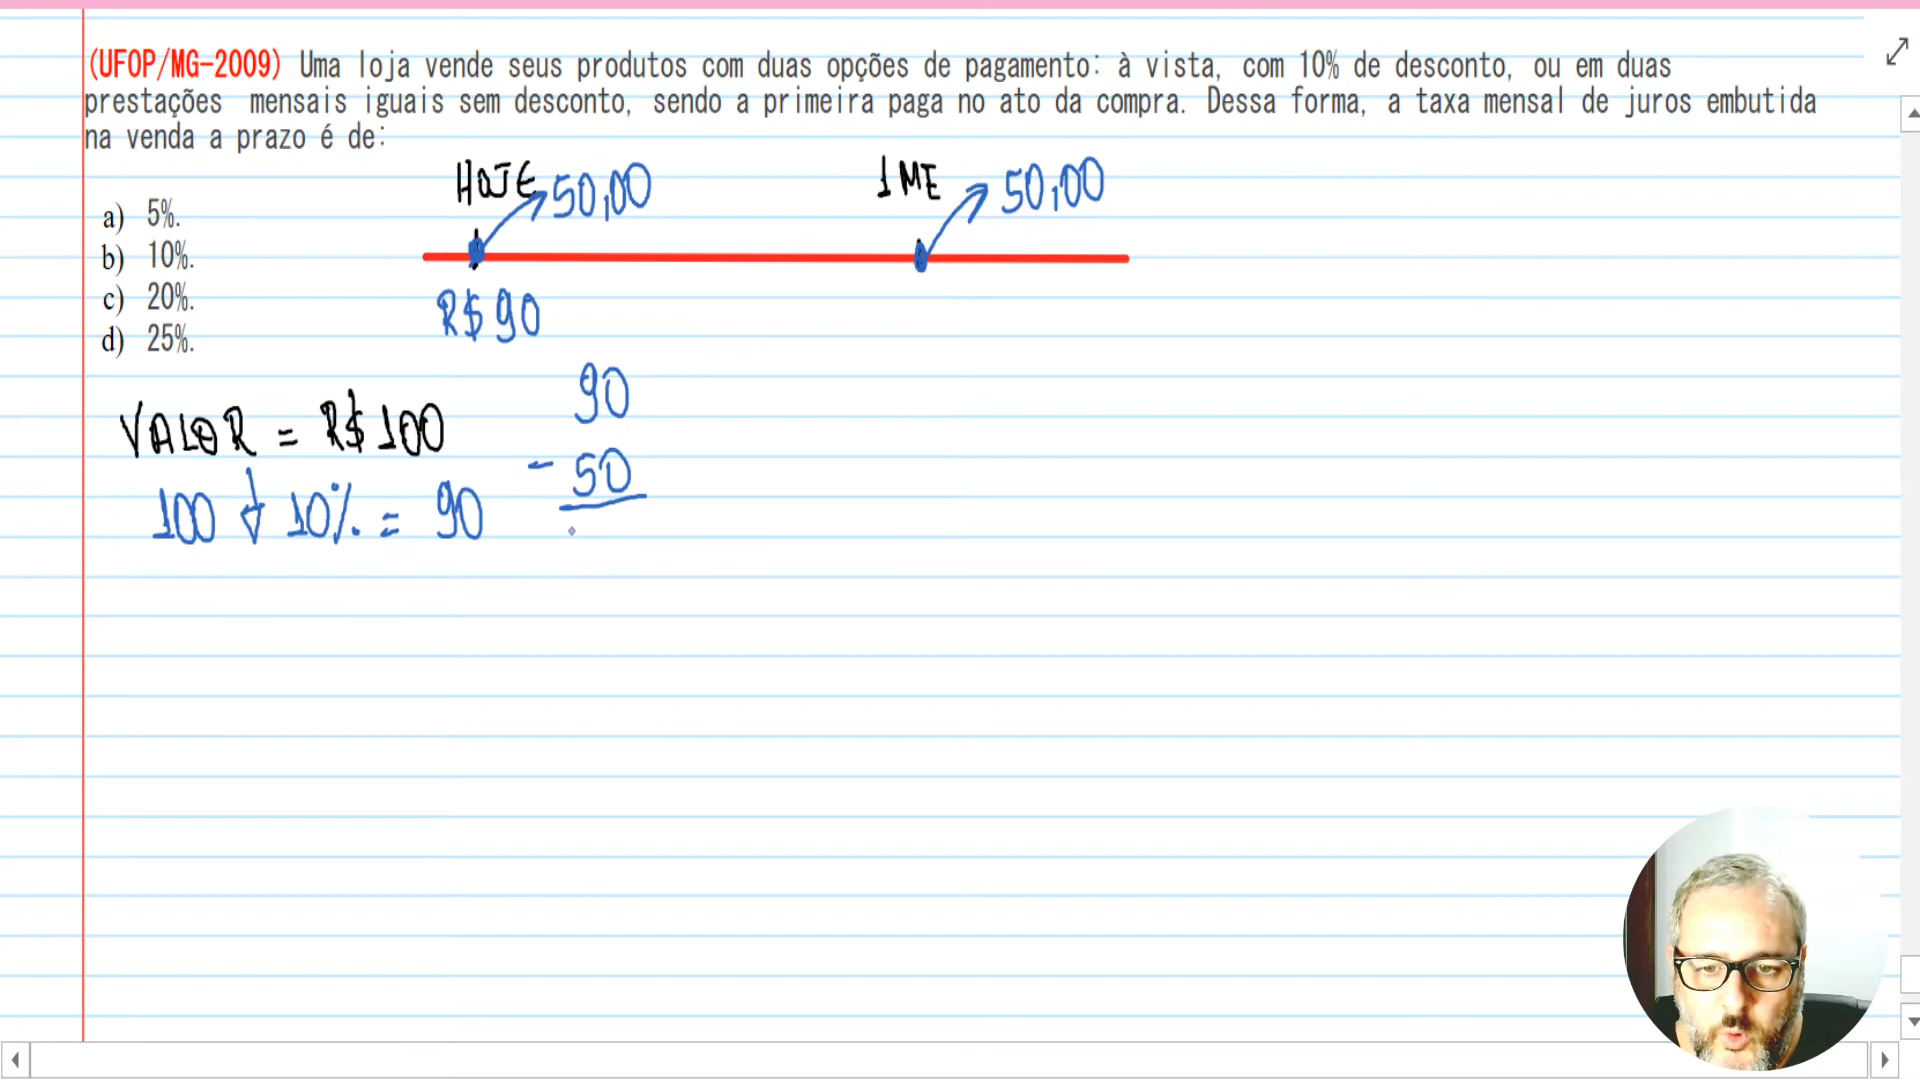 (UFOP/MG-2009) Uma loja vende seus produtos com duas opções de pagamento: à vista, com 10% de desconto, ou em duas
prestações mensais iguais sem desconto, sendo a primeira paga no ato da compra. Dessa forma, a taxa mensal de juros embutida
na venda a prazo é de:
HOJE 50,00 1 ME 50,00
a) 5%.
b) 10%.
c) 20%.
d) 25%.
R$ 90
90
VALOR = R$ 100
- 50
100 ↓ 10% = 90